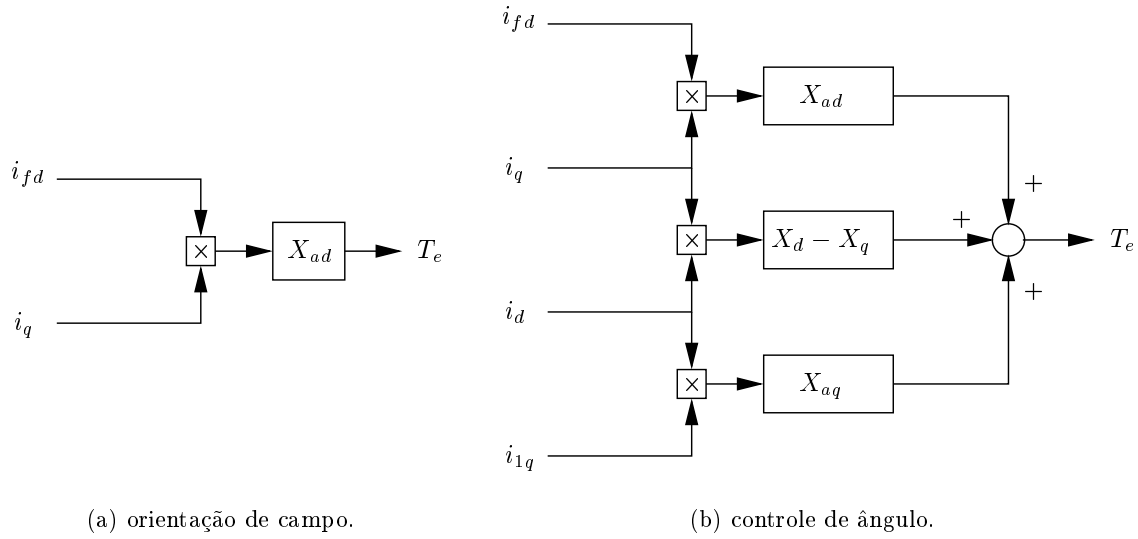 i_{fd}
×
X_{ad}
T_e
i_q
(a) orientação de campo.
i_{fd}
×
X_{ad}
+
i_q
×
X_d − X_q
+
T_e
i_d
+
×
X_{aq}
i_{1q}
(b) controle de ângulo.